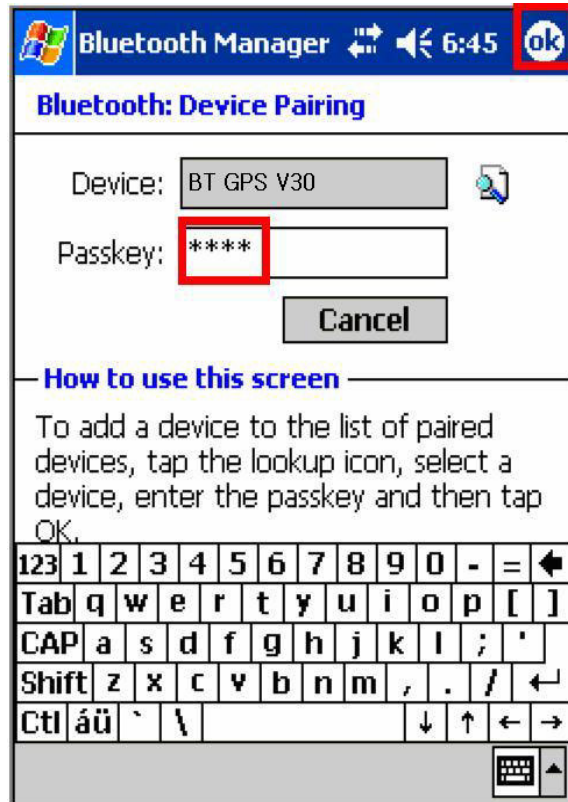 Bluetooth Manager 6:45 ok
Bluetooth: Device Pairing
Device: BT GPS V30
Passkey: ****
Cancel
How to use this screen
To add a device to the list of paired
devices, tap the lookup icon, select a
device, enter the passkey and then tap
OK.
123 1 2 3 4 5 6 7 8 9 0 - =
Tab q w e r t y u i o p [ ]
CAP a s d f g h j k l ; '
Shift z x c v b n m , . /
Ctl áü ` \ ↓ ↑ ← →